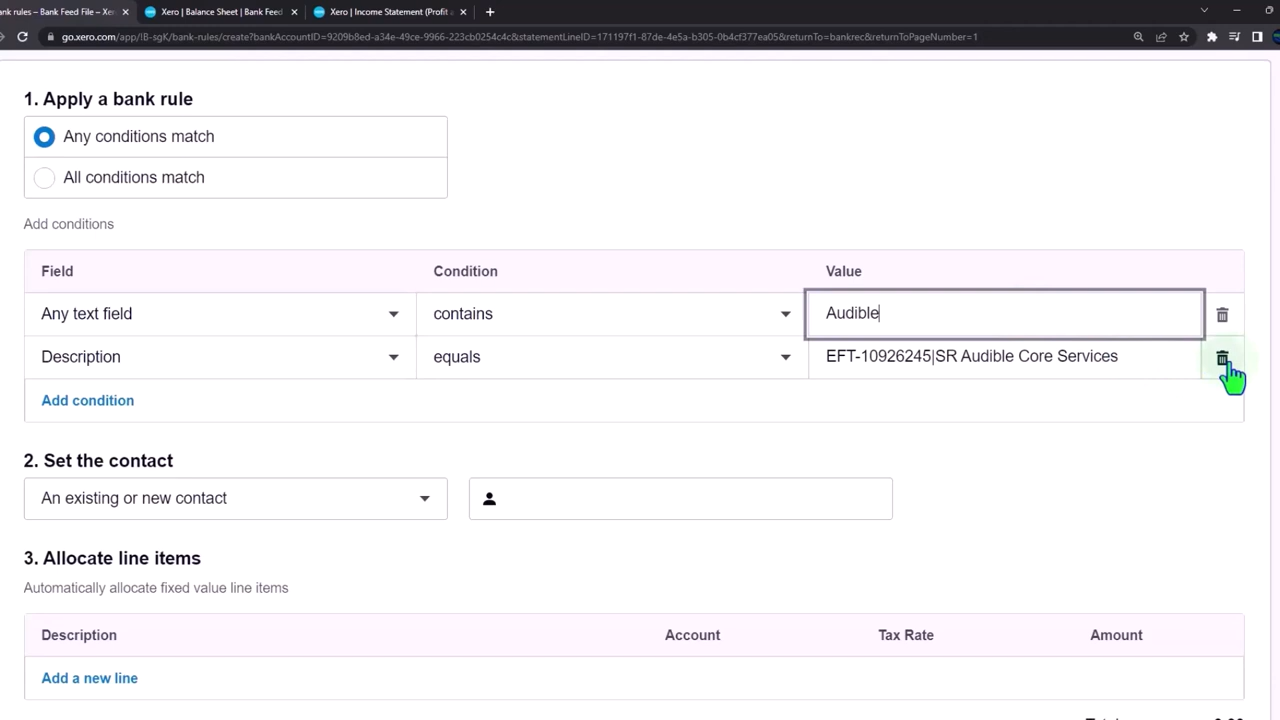 ank rules – Bank Feed File – Xe
Xero | Balance Sheet | Bank Feed
Xero | Income Statement (Profit a
go.xero.com/app/!B-sgK/bank-rules/create?bankAccountID=9209b8ed-a34e-49ce-9966-223cb0254c4c&statementLineID=171197f1-87de-4e5a-b305-0b4cf377ea05&returnTo=bankrec&returnToPageNumber=1
1. Apply a bank rule
Any conditions match
All conditions match
Add conditions
Field Condition Value
Any text field contains Audible
Description equals EFT-10926245|SR Audible Core Services
Add condition
2. Set the contact
An existing or new contact
3. Allocate line items
Automatically allocate fixed value line items
Description Account Tax Rate Amount
Add a new line